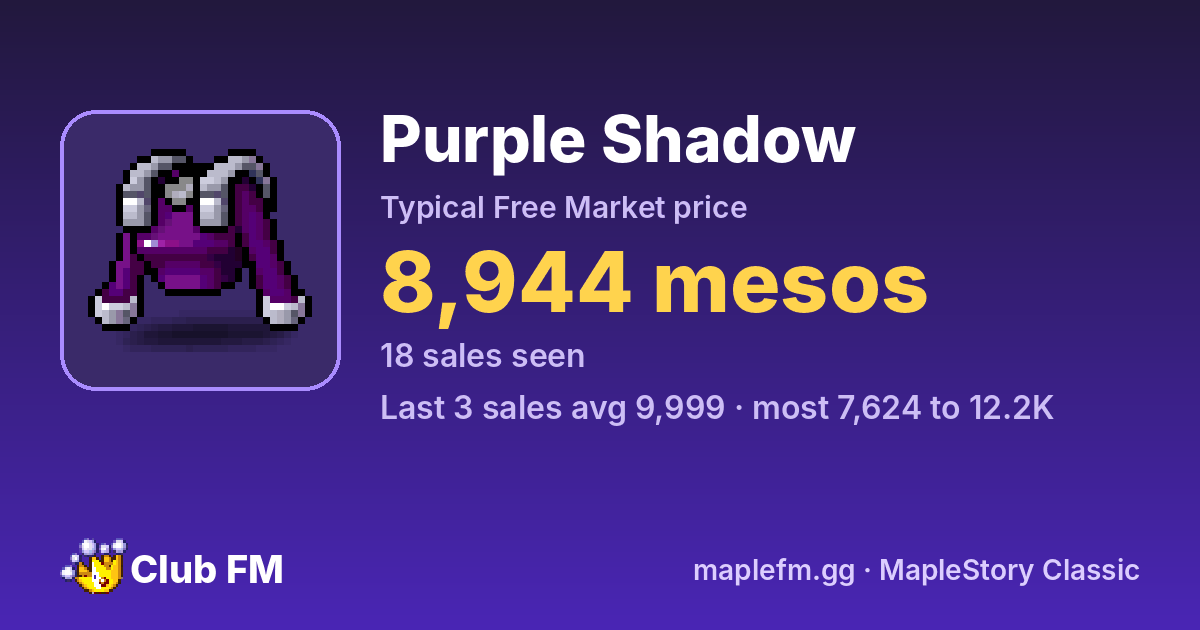 Purple Shadow
Typical Free Market price
8,944 mesos
18 sales seen
Last 3 sales avg 9,999 · most 7,624 to 12.2K
Club FM
maplefm.gg · MapleStory Classic